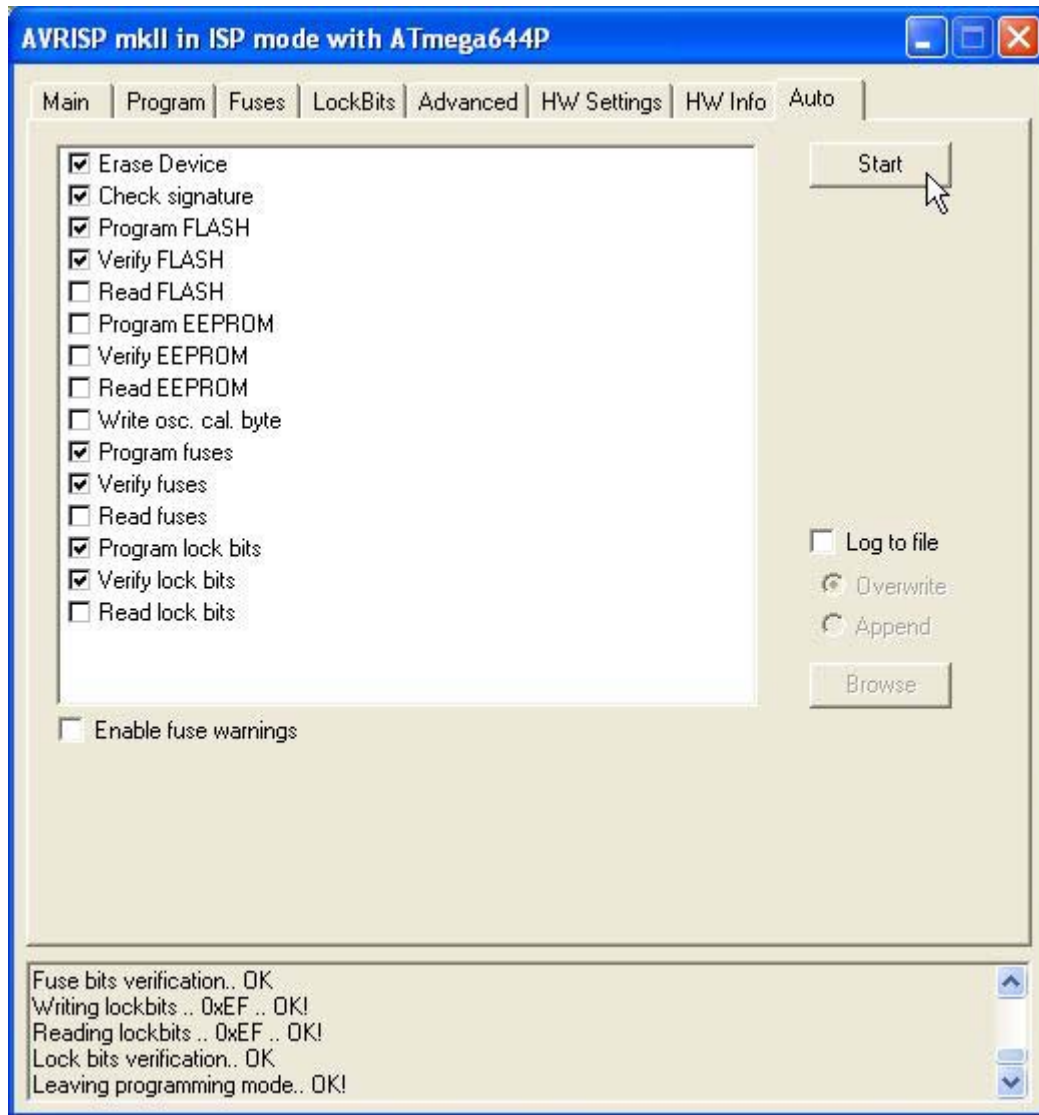 AVRISP mkII in ISP mode with ATmega644P
Main Program Fuses LockBits Advanced HW Settings HW Info Auto
Erase Device
Check signature
Program FLASH
Verify FLASH
Read FLASH
Program EEPROM
Verify EEPROM
Read EEPROM
Write osc. cal. byte
Program fuses
Verify fuses
Read fuses
Program lock bits
Verify lock bits
Read lock bits
Start
Log to file
Overwrite
Append
Browse
Enable fuse warnings
Fuse bits verification.. OK
Writing lockbits .. 0xEF .. OK!
Reading lockbits .. 0xEF .. OK!
Lock bits verification.. OK
Leaving programming mode.. OK!